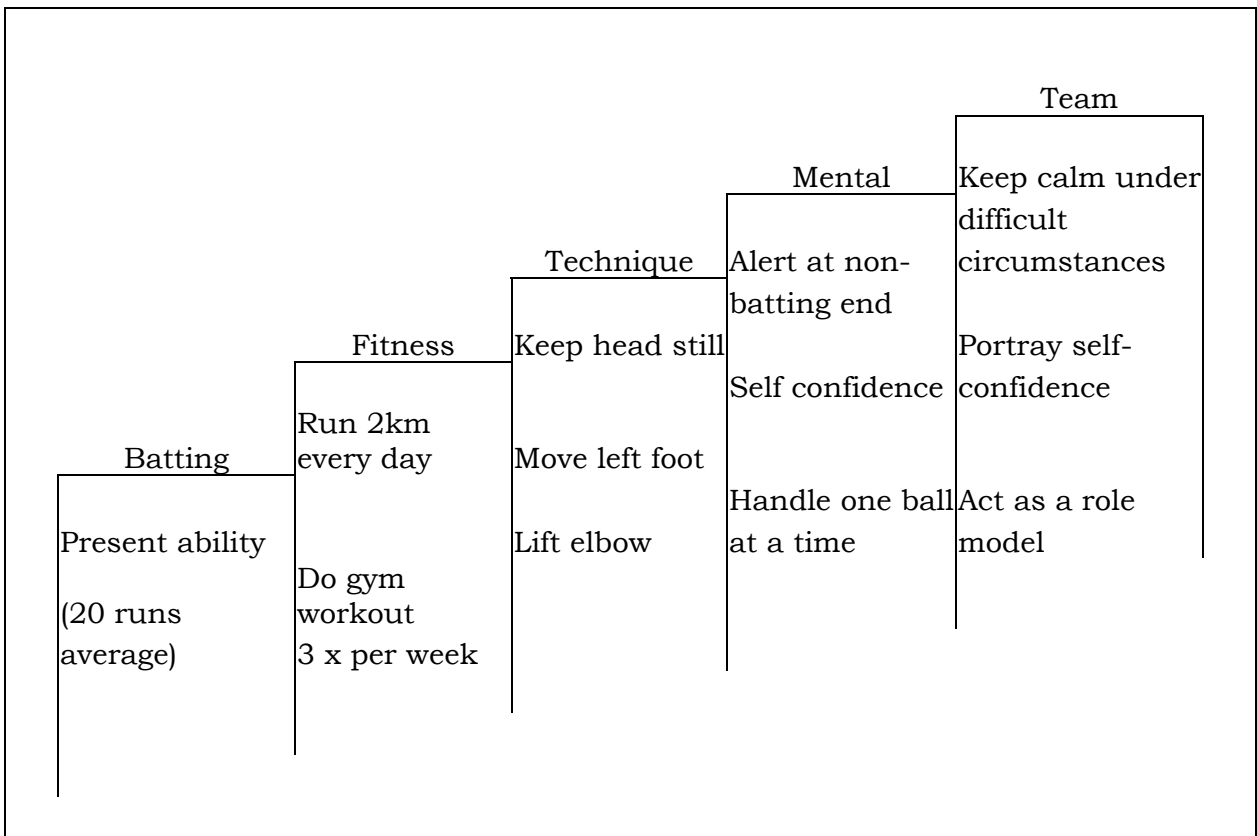 Batting
Present ability
(20 runs
average)
Fitness
Run 2km
every day
Do gym
workout
3 x per week
Technique
Keep head still
Move left foot
Lift elbow
Mental
Alert at non-
batting end
Self confidence
Handle one ball
at a time
Team
Keep calm under
difficult
circumstances
Portray self-
confidence
Act as a role
model